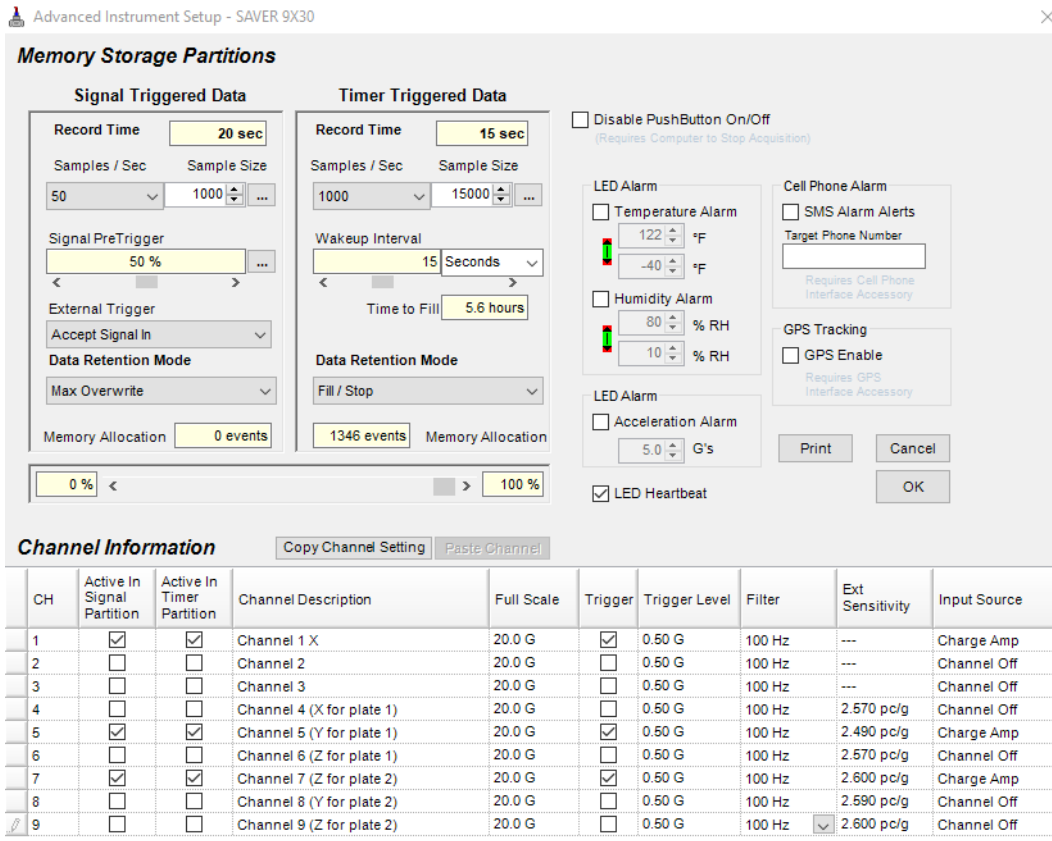 Advanced Instrument Setup - SAVER 9X30
Memory Storage Partitions
Signal Triggered Data
Record Time 20 sec
Samples / Sec Sample Size
50 1000 ...
Signal PreTrigger
50 % ...
< >
External Trigger
Accept Signal In
Data Retention Mode
Max Overwrite
Memory Allocation 0 events
Timer Triggered Data
Record Time 15 sec
Samples / Sec Sample Size
1000 15000 ...
Wakeup Interval
15 Seconds
< >
Time to Fill 5.6 hours
Data Retention Mode
Fill / Stop
1346 events Memory Allocation
0 % < > 100 %
Disable PushButton On/Off
(Requires Computer to Stop Acquisition)
LED Alarm
Temperature Alarm
122 °F
-40 °F
Humidity Alarm
80 % RH
10 % RH
LED Alarm
Acceleration Alarm
5.0 G's
LED Heartbeat
Cell Phone Alarm
SMS Alarm Alerts
Target Phone Number
Requires Cell Phone
Interface Accessory
GPS Tracking
GPS Enable
Requires GPS
Interface Accessory
Print Cancel
OK
Channel Information Copy Channel Setting Paste Channel
CH Active In Signal Partition Active In Timer Partition Channel Description Full Scale Trigger Trigger Level Filter Ext Sensitivity Input Source
1 Channel 1 X 20.0 G 0.50 G 100 Hz --- Charge Amp
2 Channel 2 20.0 G 0.50 G 100 Hz --- Channel Off
3 Channel 3 20.0 G 0.50 G 100 Hz --- Channel Off
4 Channel 4 (X for plate 1) 20.0 G 0.50 G 100 Hz 2.570 pc/g Channel Off
5 Channel 5 (Y for plate 1) 20.0 G 0.50 G 100 Hz 2.490 pc/g Charge Amp
6 Channel 6 (Z for plate 1) 20.0 G 0.50 G 100 Hz 2.570 pc/g Channel Off
7 Channel 7 (Z for plate 2) 20.0 G 0.50 G 100 Hz 2.600 pc/g Charge Amp
8 Channel 8 (Y for plate 2) 20.0 G 0.50 G 100 Hz 2.590 pc/g Channel Off
9 Channel 9 (Z for plate 2) 20.0 G 0.50 G 100 Hz 2.600 pc/g Channel Off